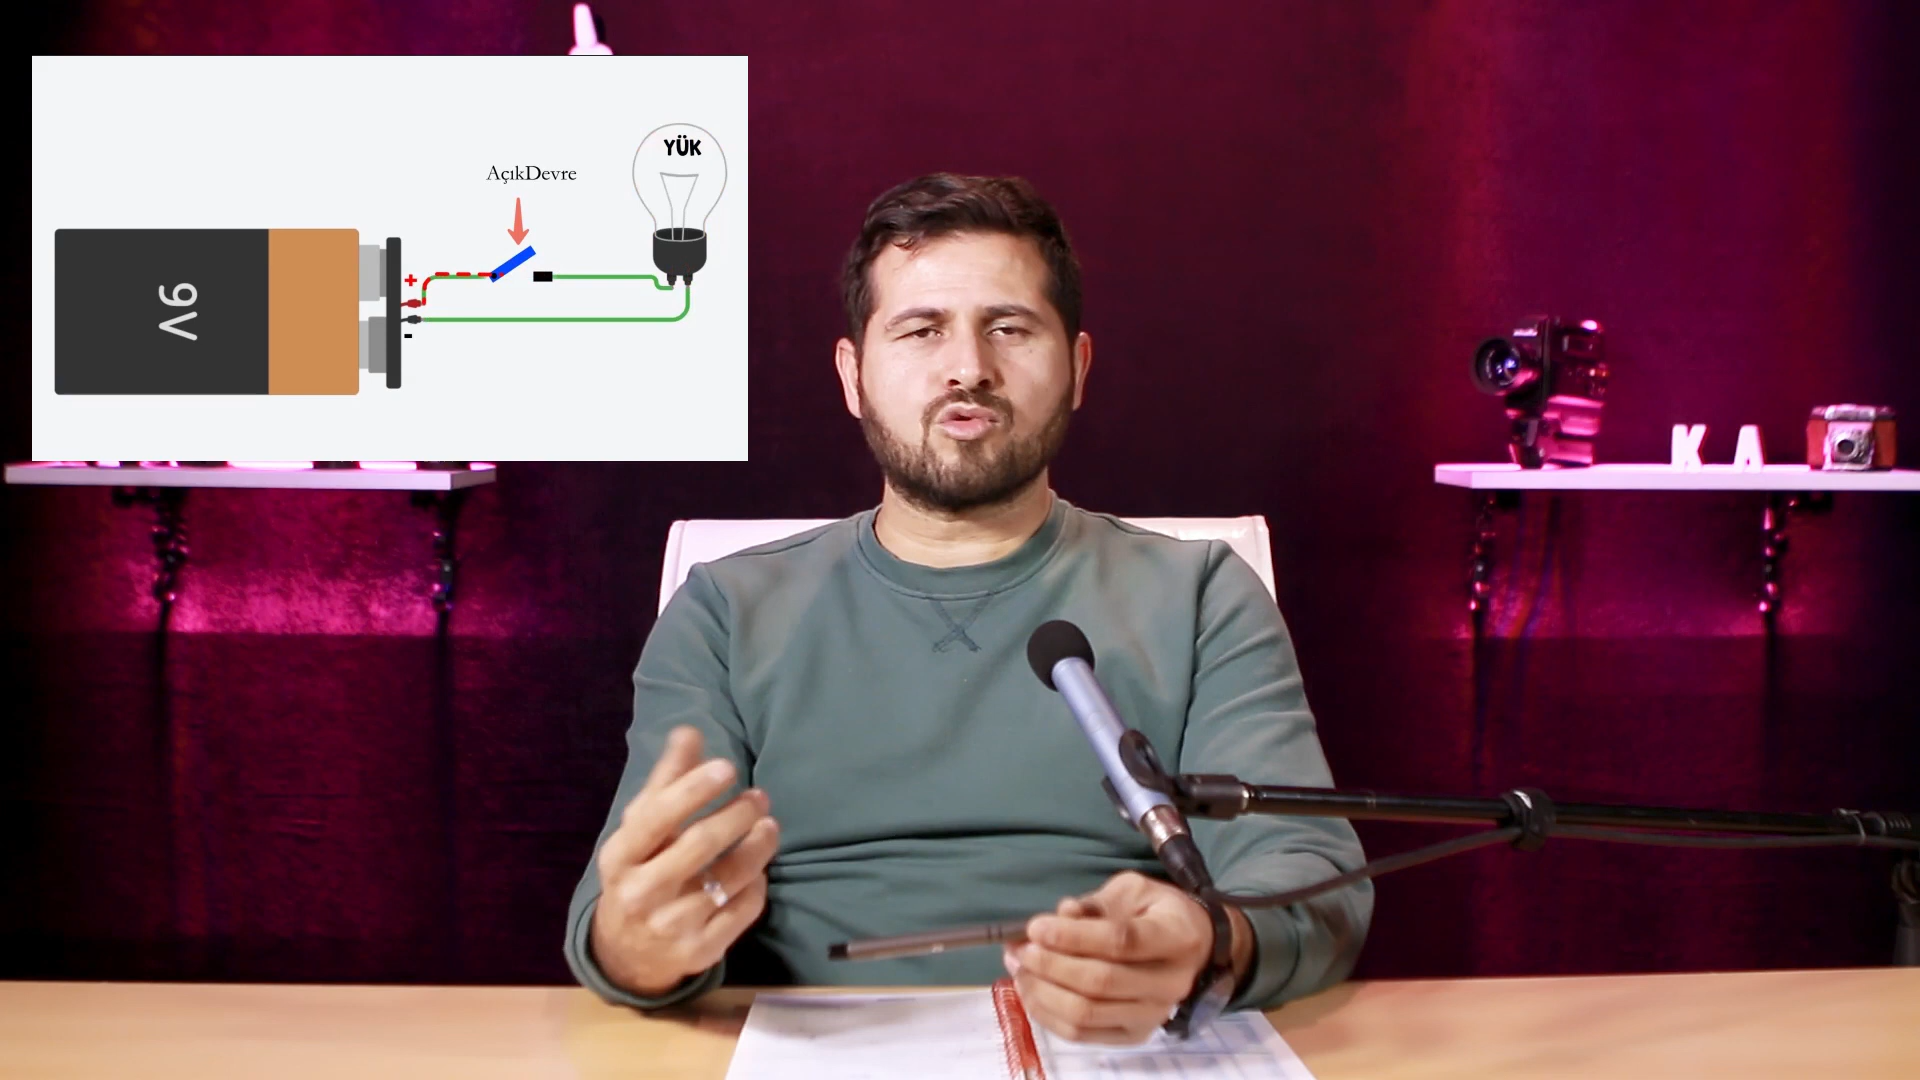 YÜK
AçıkDevre
9V
+
-
K A